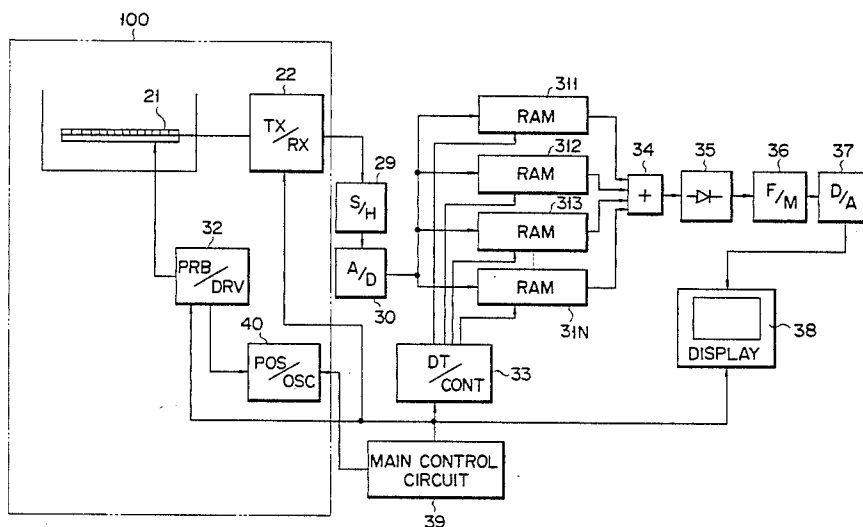 100
21
22
TX/RX
29
S/H
A/D
30
32
PRB/DRV
40
POS/OSC
311
RAM
312
RAM
313
RAM
RAM
31N
DT/CONT
33
34
+
35
36
F/M
37
D/A
DISPLAY
38
MAIN CONTROL
CIRCUIT
39